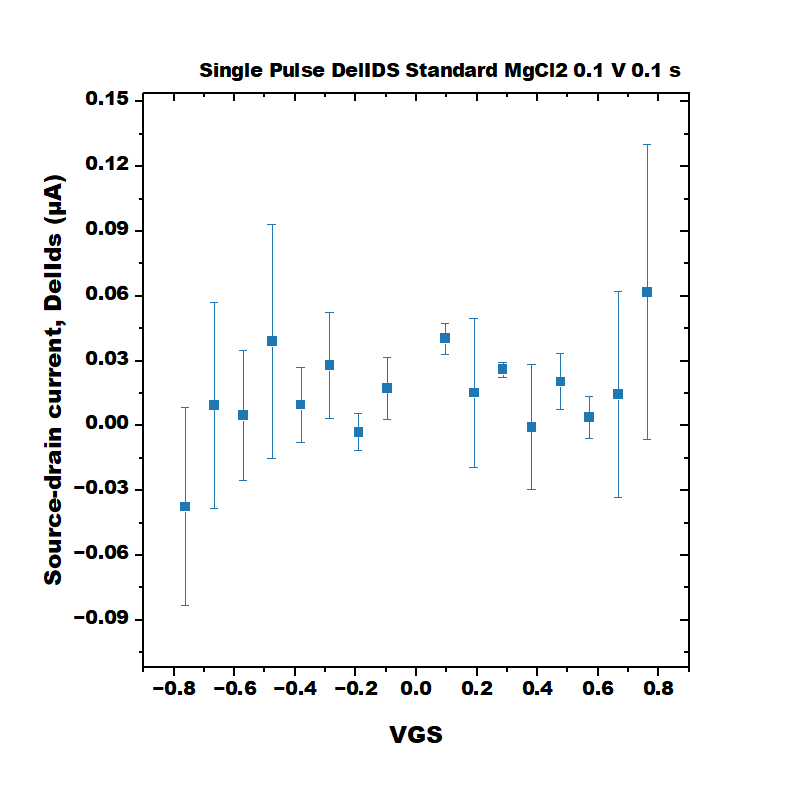 Single Pulse DelIDS Standard MgCl2 0.1 V 0.1 s
0.15
0.12
0.09
0.06
0.03
0.00
−0.03
−0.06
−0.09
Source-drain current, DelIds (μA)
−0.8 −0.6 −0.4 −0.2 0.0 0.2 0.4 0.6 0.8
VGS